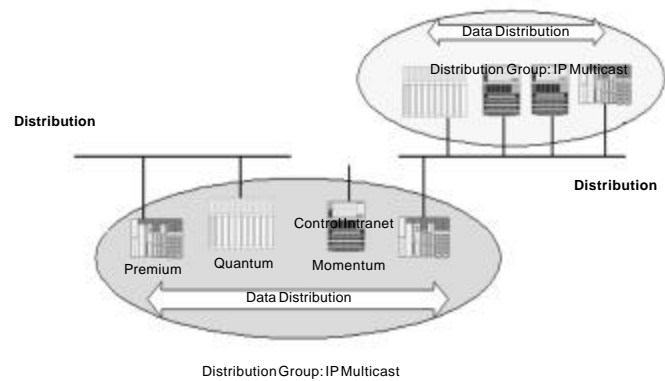 Data Distribution
Distribution Group: IP Multicast
Distribution
Distribution
Control Intranet
Premium
Quantum
Momentum
Data Distribution
Distribution Group: IP Multicast